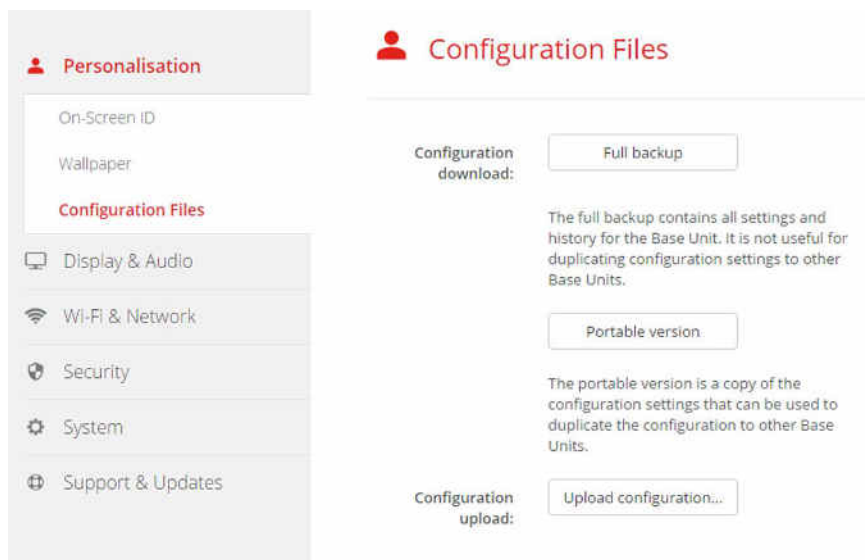 Personalisation
On-Screen ID
Wallpaper
Configuration Files
Display & Audio
Wi-Fi & Network
Security
System
Support & Updates
Configuration Files
Configuration
download:
Full backup
The full backup contains all settings and
history for the Base Unit. It is not useful for
duplicating configuration settings to other
Base Units.
Portable version
The portable version is a copy of the
configuration settings that can be used to
duplicate the configuration to other Base
Units.
Configuration
upload:
Upload configuration...